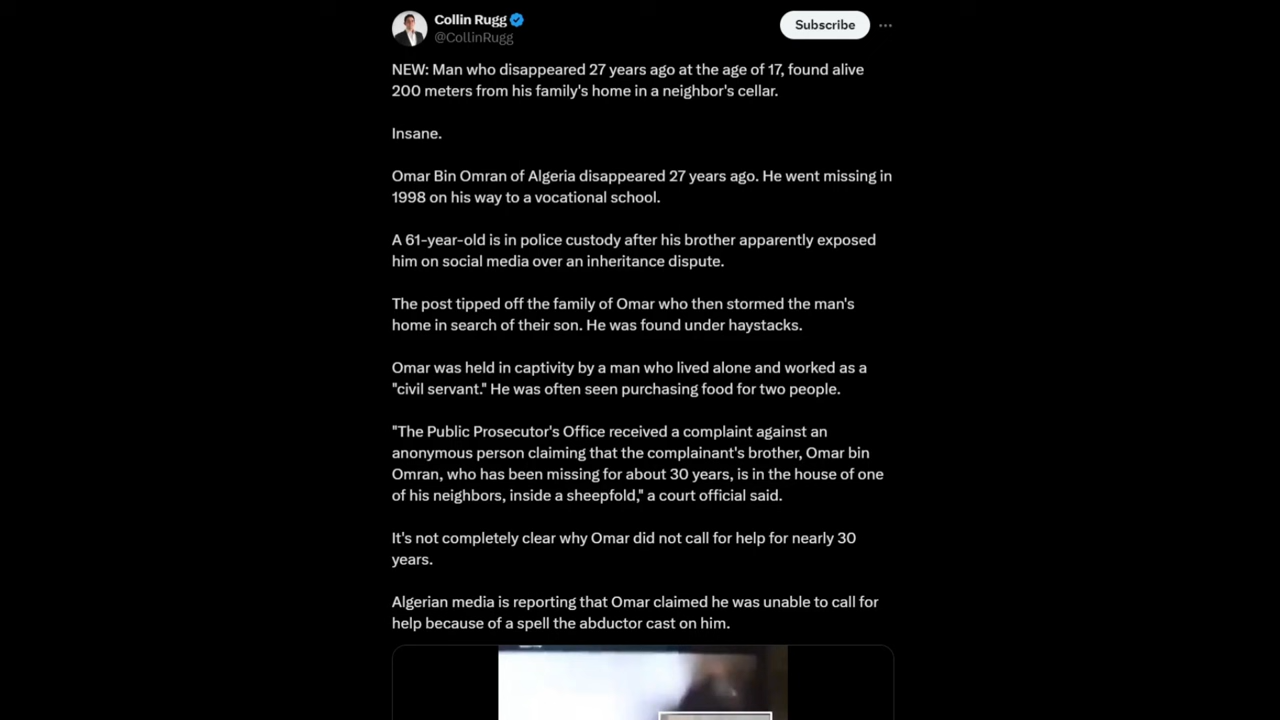 Collin Rugg
@CollinRugg
Subscribe
NEW: Man who disappeared 27 years ago at the age of 17, found alive
200 meters from his family's home in a neighbor's cellar.
Insane.
Omar Bin Omran of Algeria disappeared 27 years ago. He went missing in
1998 on his way to a vocational school.
A 61-year-old is in police custody after his brother apparently exposed
him on social media over an inheritance dispute.
The post tipped off the family of Omar who then stormed the man's
home in search of their son. He was found under haystacks.
Omar was held in captivity by a man who lived alone and worked as a
"civil servant." He was often seen purchasing food for two people.
"The Public Prosecutor's Office received a complaint against an
anonymous person claiming that the complainant's brother, Omar bin
Omran, who has been missing for about 30 years, is in the house of one
of his neighbors, inside a sheepfold," a court official said.
It's not completely clear why Omar did not call for help for nearly 30
years.
Algerian media is reporting that Omar claimed he was unable to call for
help because of a spell the abductor cast on him.